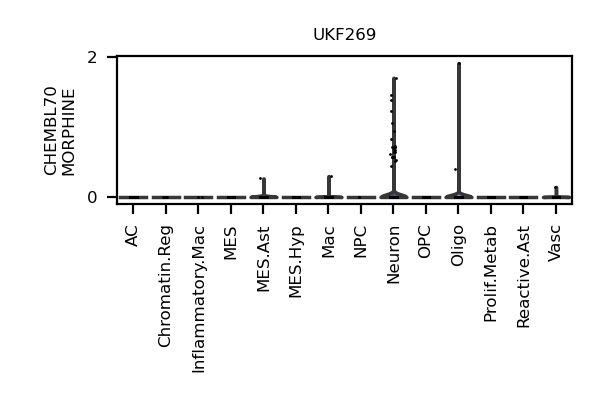 UKF269
CHEMBL70
MORPHINE
2
0
AC
Chromatin.Reg
Inflammatory.Mac
MES
MES.Ast
MES.Hyp
Mac
NPC
Neuron
OPC
Oligo
Prolif.Metab
Reactive.Ast
Vasc